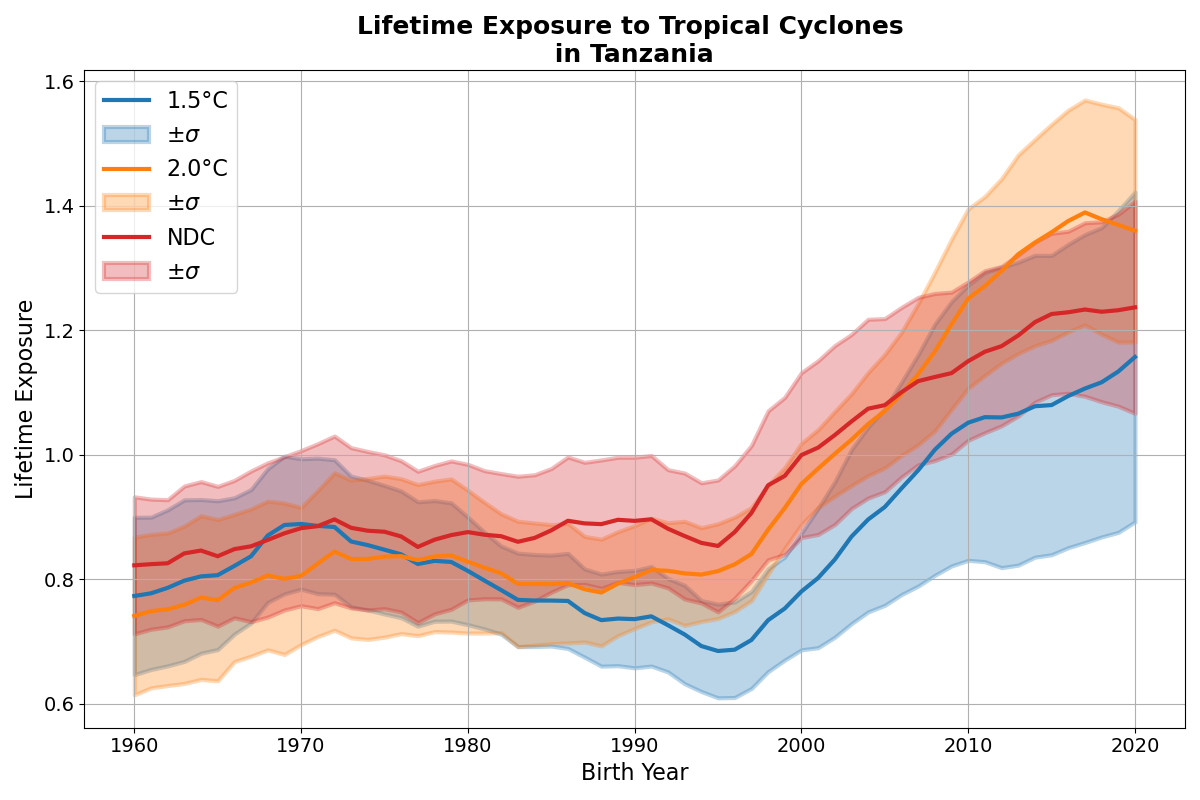 Lifetime Exposure to Tropical Cyclones
in Tanzania
1.5°C
±σ
2.0°C
±σ
NDC
±σ
Lifetime Exposure
1.6
1.4
1.2
1.0
0.8
0.6
1960 1970 1980 1990 2000 2010 2020
Birth Year